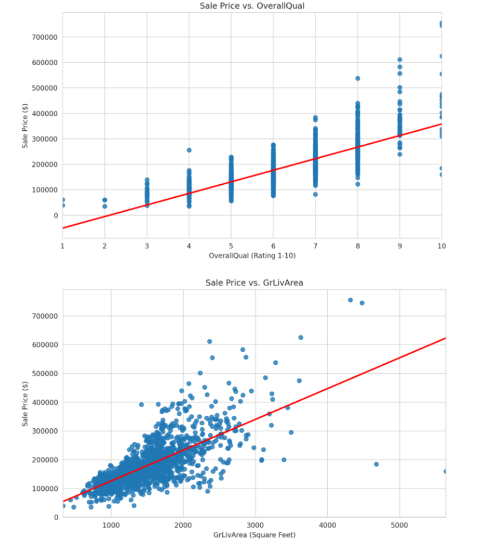 Sale Price vs. OverallQual
700000
600000
500000
400000
300000
200000
100000
0
Sale Price ($)
1 2 3 4 5 6 7 8 9 10
OverallQual (Rating 1-10)
Sale Price vs. GrLivArea
700000
600000
500000
400000
300000
200000
100000
0
Sale Price ($)
1000 2000 3000 4000 5000
GrLivArea (Square Feet)